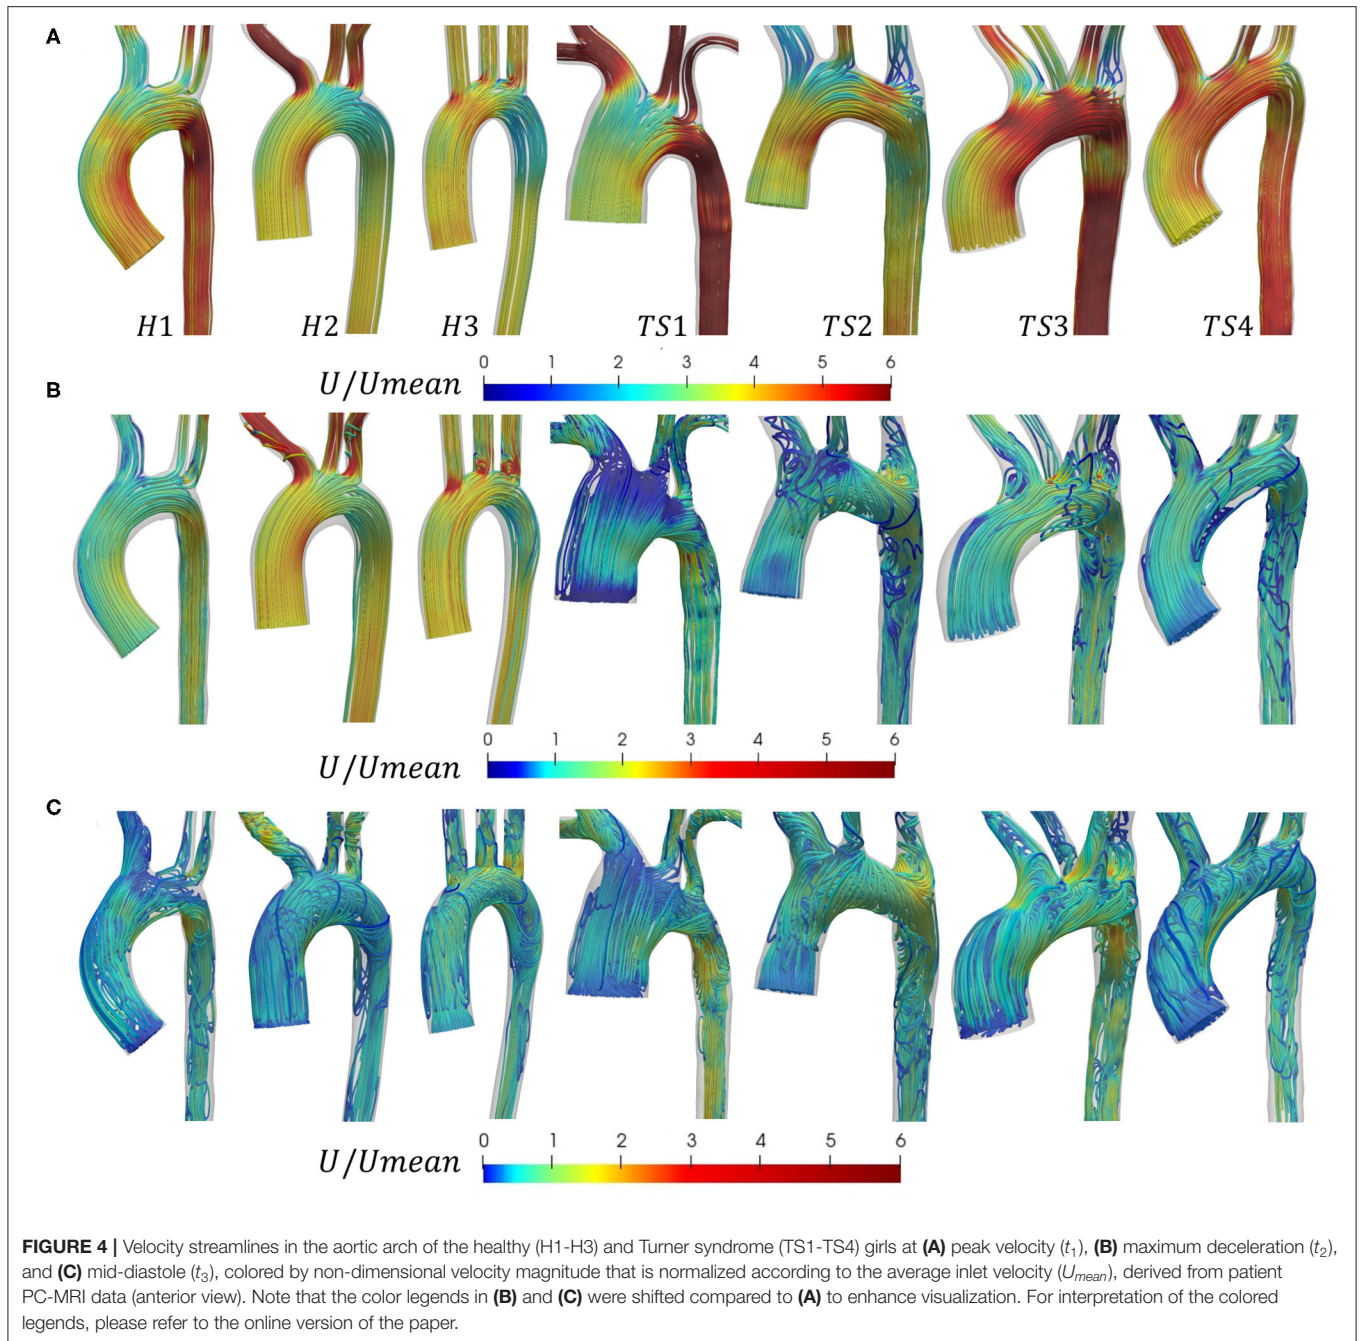 A
H1 H2 H3 TS1 TS2 TS3 TS4
0 1 2 3 4 5 6
U/Umean
B
0 1 2 3 4 5 6
U/Umean
C
0 1 2 3 4 5 6
U/Umean
FIGURE 4 | Velocity streamlines in the aortic arch of the healthy (H1-H3) and Turner syndrome (TS1-TS4) girls at (A) peak velocity (t1), (B) maximum deceleration (t2),
and (C) mid-diastole (t3), colored by non-dimensional velocity magnitude that is normalized according to the average inlet velocity (Umean), derived from patient
PC-MRI data (anterior view). Note that the color legends in (B) and (C) were shifted compared to (A) to enhance visualization. For interpretation of the colored
legends, please refer to the online version of the paper.